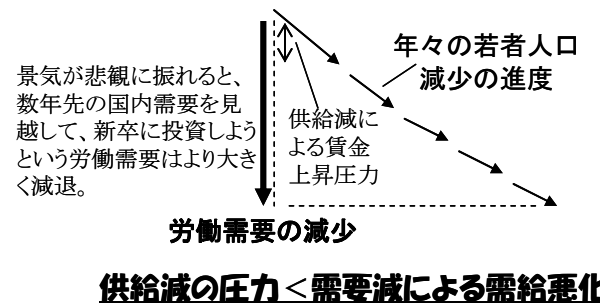 年々の若者人口
減少の進度
景気が悲観に振れると、
数年先の国内需要を見
越して、新卒に投資しよう
という労働需要はより大き
く減退。
供給減に
よる賃金
上昇圧力
労働需要の減少
供給減の圧力＜需要減による需給悪化